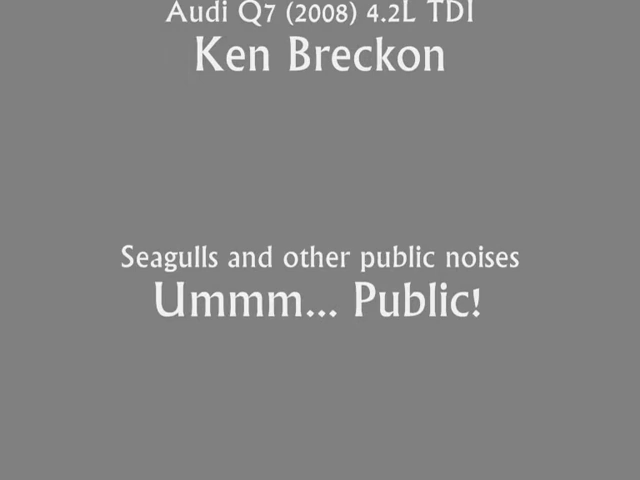 Audi Q7 (2008) 4.2L TDI
Ken Breckon
Seagulls and other public noises
Ummm... Public!